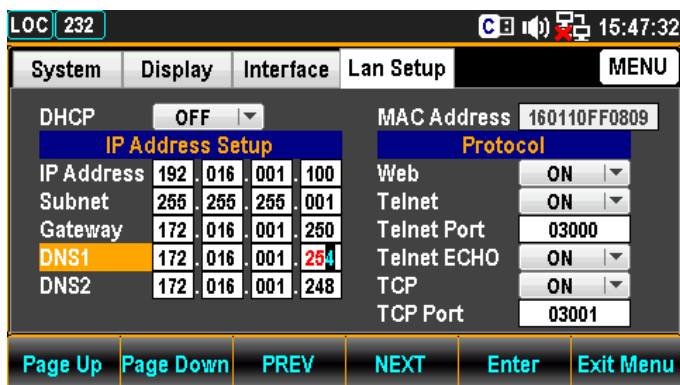 LOC 232 C 15:47:32
System Display Interface Lan Setup MENU
DHCP OFF
IP Address Setup
IP Address 192 . 016 . 001 . 100
Subnet 255 . 255 . 255 . 001
Gateway 172 . 016 . 001 . 250
DNS1 172 . 016 . 001 . 254
DNS2 172 . 016 . 001 . 248
MAC Address 160110FF0809
Protocol
Web ON
Telnet ON
Telnet Port 03000
Telnet ECHO ON
TCP ON
TCP Port 03001
Page Up Page Down PREV NEXT Enter Exit Menu